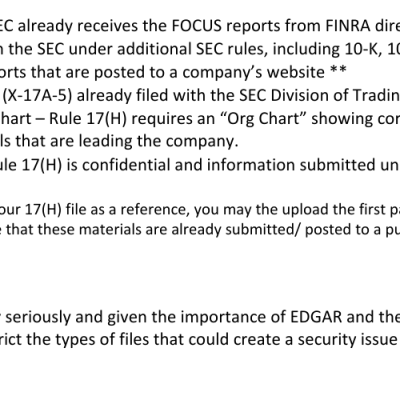 EC already receives the FOCUS reports from FINRA dire
the SEC under additional SEC rules, including 10-K, 10
orts that are posted to a company's website **
(X-17A-5) already filed with the SEC Division of Tradin
hart – Rule 17(H) requires an "Org Chart" showing cor
ls that are leading the company.
ule 17(H) is confidential and information submitted un
our 17(H) file as a reference, you may the upload the first pa
that these materials are already submitted/ posted to a pu
seriously and given the importance of EDGAR and the
rict the types of files that could create a security issue